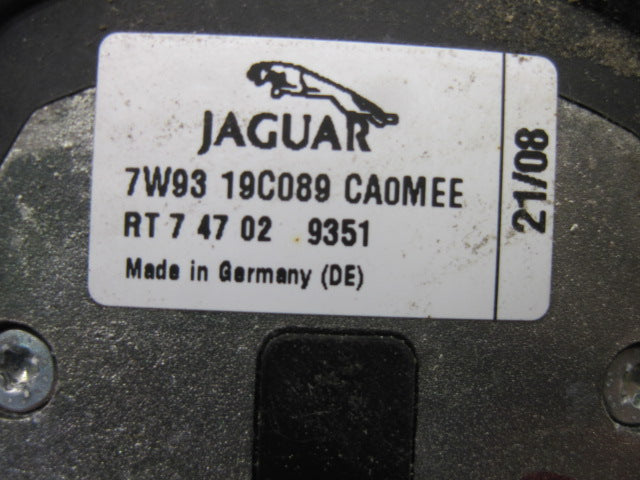 JAGUAR
7W93 19C089 CA0MEE
RT 7 47 02 9351
Made in Germany (DE)
21/08